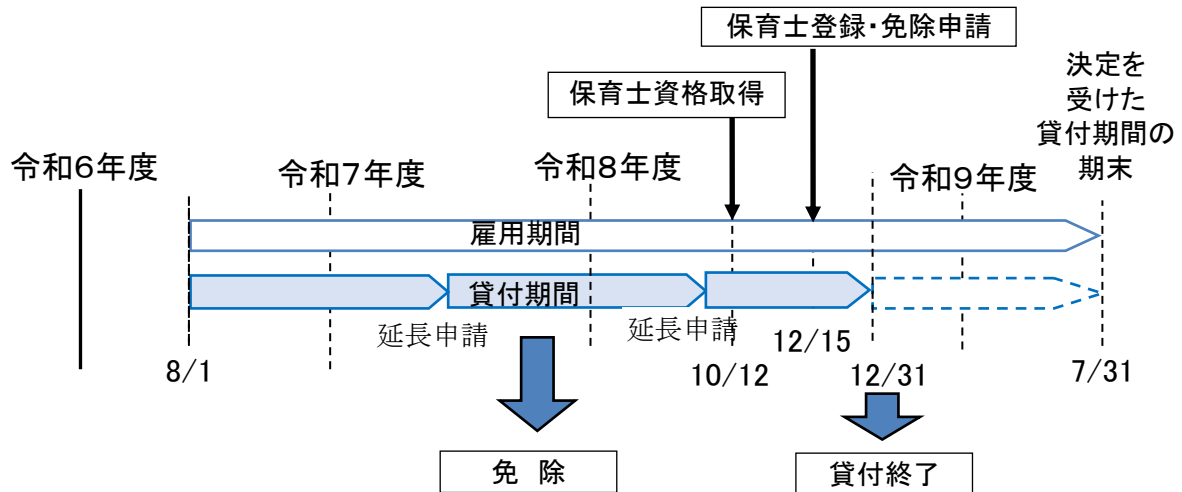 保育士登録・免除申請
保育士資格取得
決定を
受けた
貸付期間の
期末
令和6年度
令和7年度
令和8年度
令和9年度
雇用期間
貸付期間
延長申請
延長申請
8/1
10/12
12/15
12/31
7/31
免 除
貸付終了